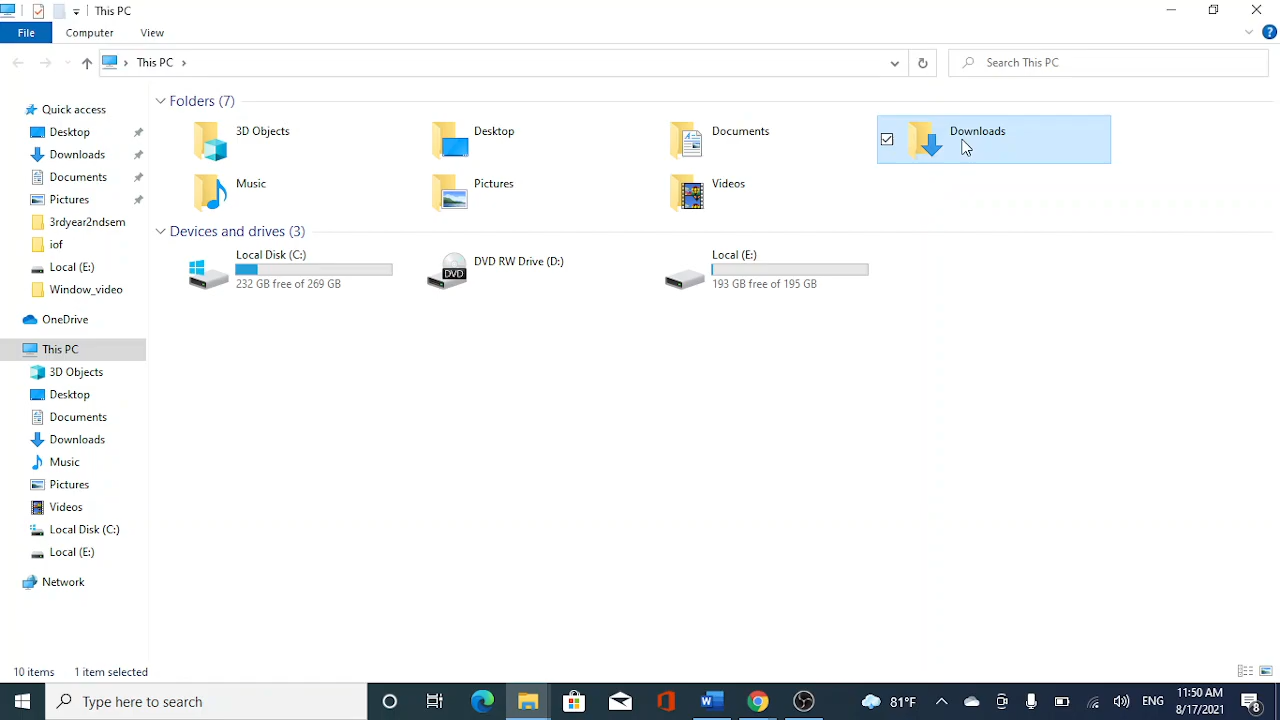 This PC
File Computer View
This PC
Search This PC
Quick access
Desktop
Downloads
Documents
Pictures
3rdyear2ndsem
iof
Local (E:)
Window_video
OneDrive
This PC
3D Objects
Desktop
Documents
Downloads
Music
Pictures
Videos
Local Disk (C:)
Local (E:)
Network
Folders (7)
3D Objects
Desktop
Documents
Downloads
Music
Pictures
Videos
Devices and drives (3)
Local Disk (C:)
232 GB free of 269 GB
DVD RW Drive (D:)
DVD
Local (E:)
193 GB free of 195 GB
10 items 1 item selected
Type here to search
81°F
ENG
11:50 AM
8/17/2021
8